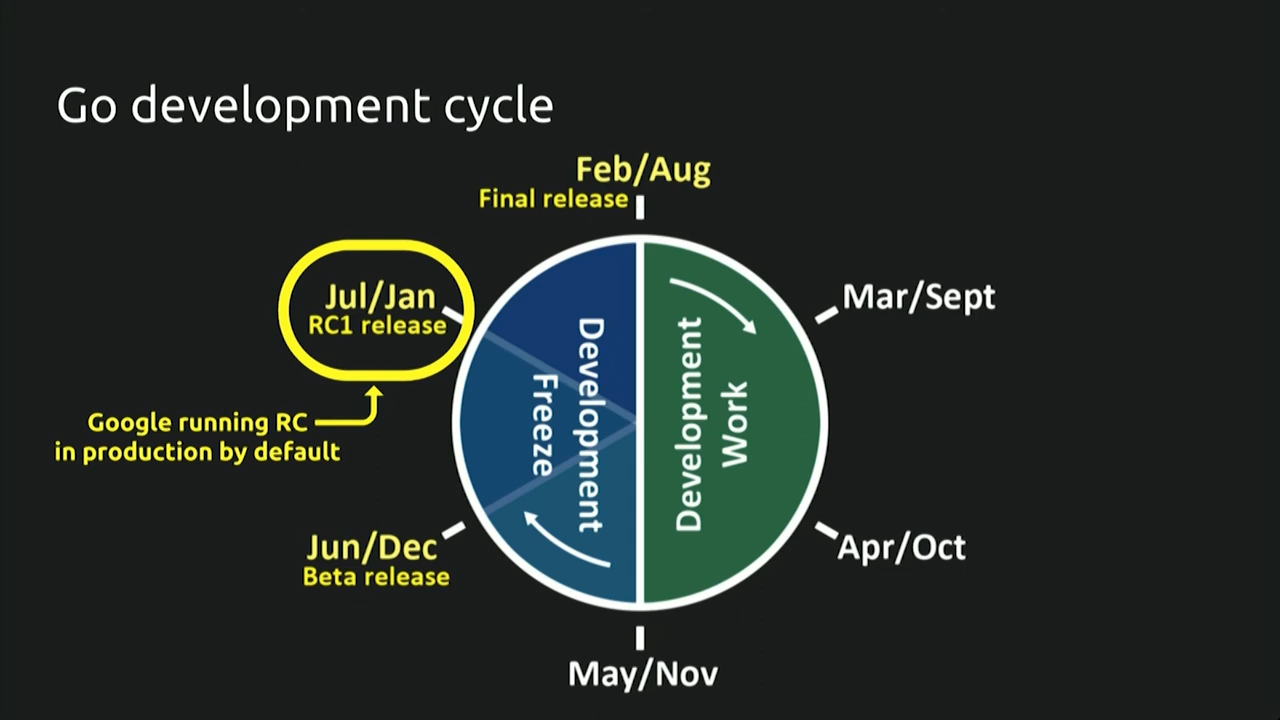 Go development cycle
Feb/Aug
Final release
Jul/Jan
RC1 release
Mar/Sept
Development
Freeze
Development
Work
Google running RC
in production by default
Jun/Dec
Beta release
Apr/Oct
May/Nov